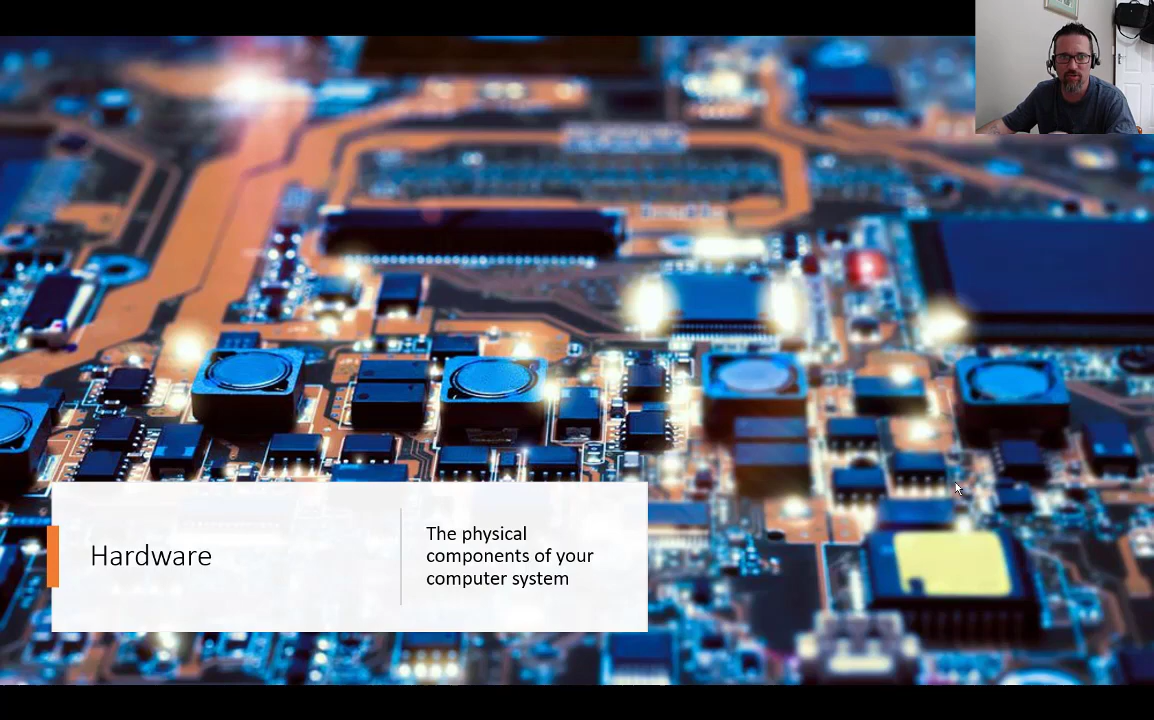 Hardware
The physical
components of your
computer system